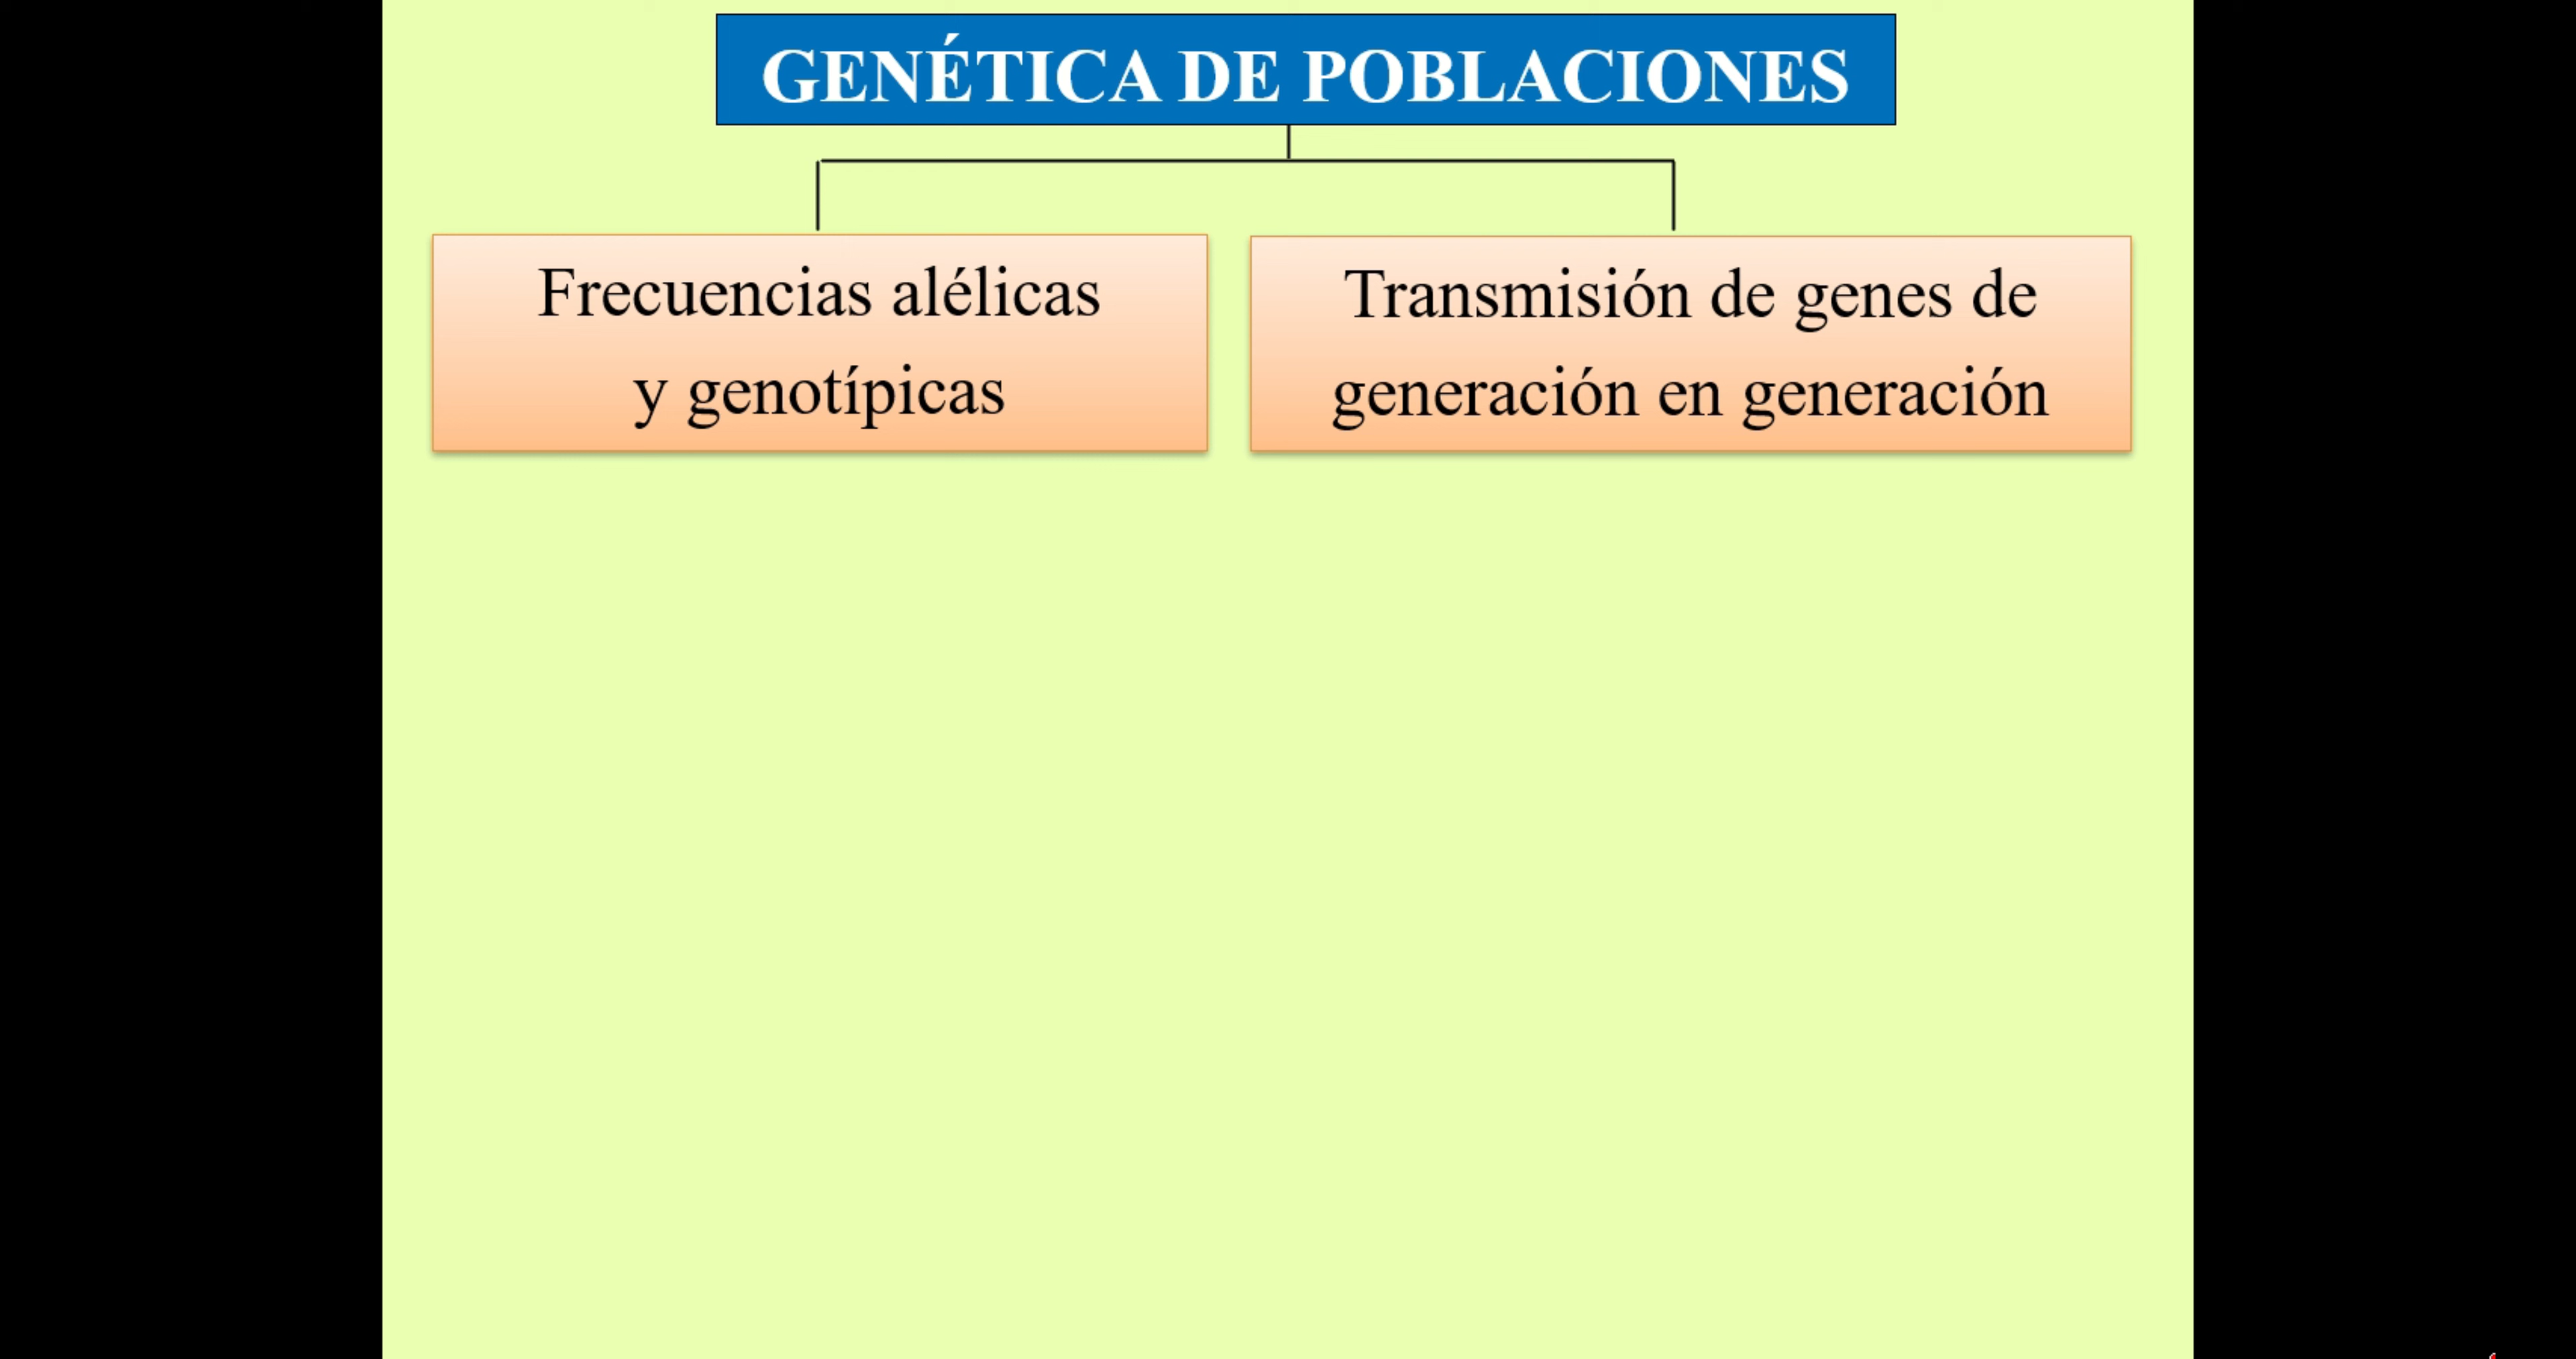 GENÉTICA DE POBLACIONES
Frecuencias alélicas
y genotípicas
Transmisión de genes de
generación en generación